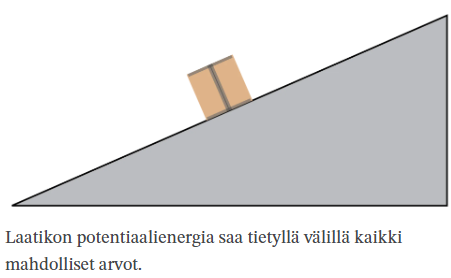 Laatikon potentiaalienergia saa tietyllä välillä kaikki
mahdolliset arvot.